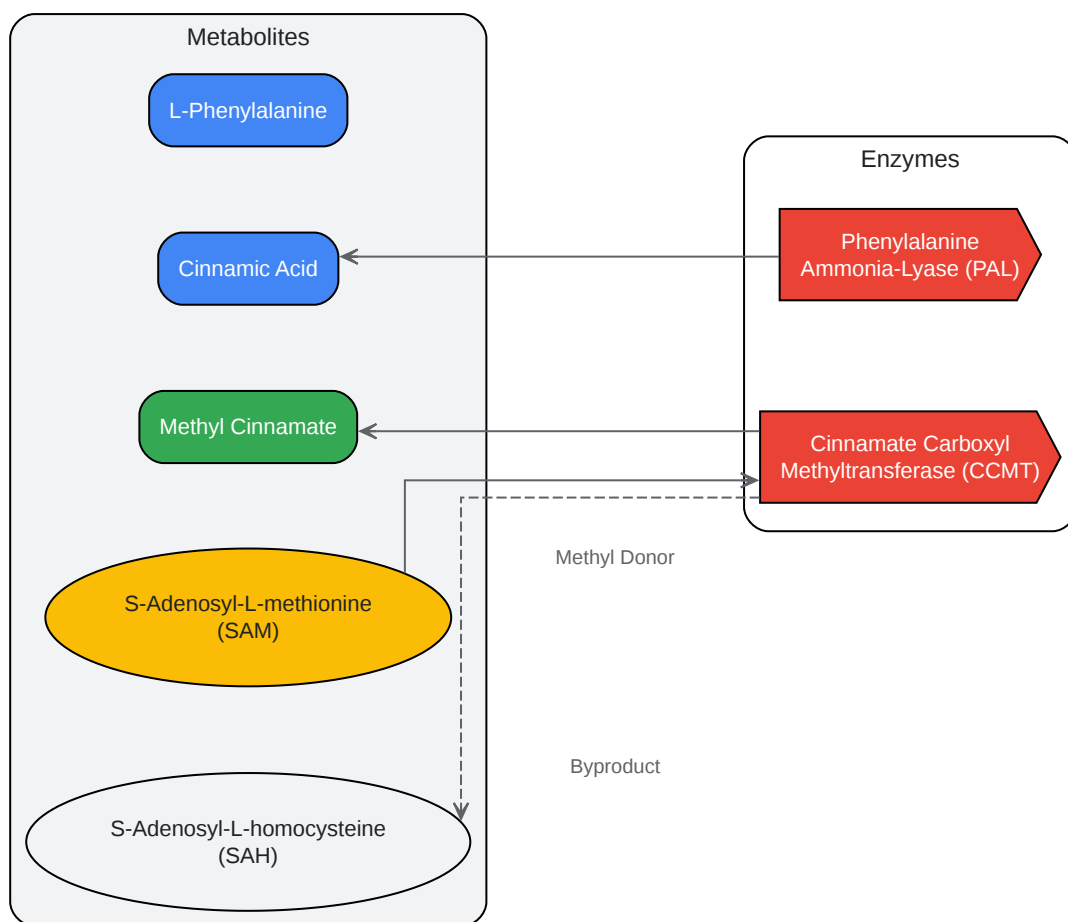 Metabolites
L-Phenylalanine
Enzymes
Phenylalanine
Ammonia-Lyase (PAL)
Cinnamic Acid
Methyl Cinnamate
Cinnamate Carboxyl
Methyltransferase (CCMT)
Methyl Donor
S-Adenosyl-L-methionine
(SAM)
Byproduct
S-Adenosyl-L-homocysteine
(SAH)